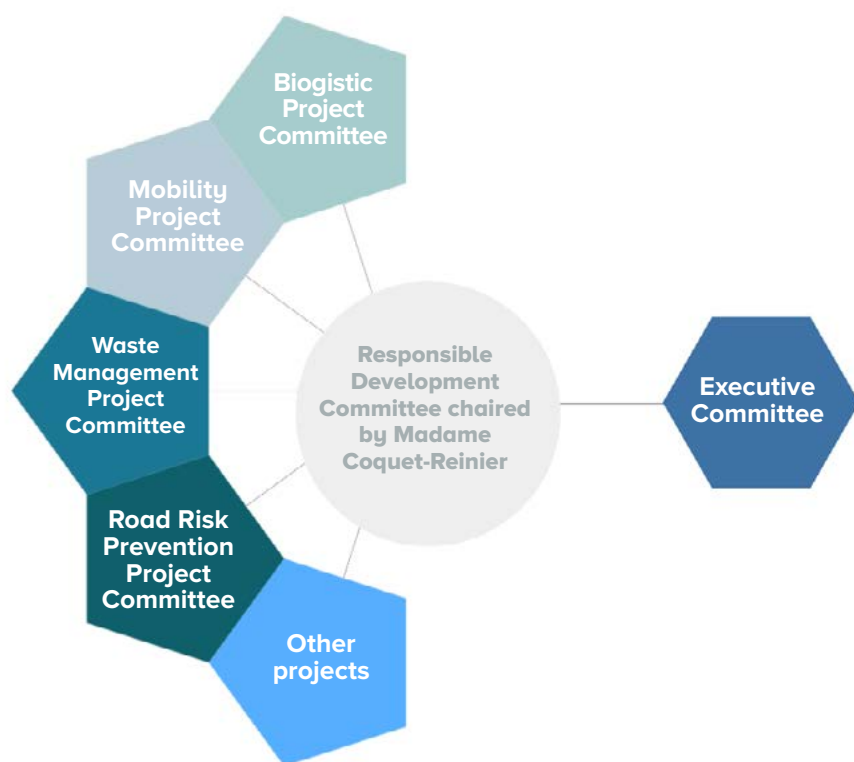 Biogistic
Project
Committee
Mobility
Project
Committee
Waste
Management
Project
Committee
Road Risk
Prevention
Project
Committee
Other
projects
Responsible
Development
Committee chaired
by Madame
Coquet-Reinier
Executive
Committee